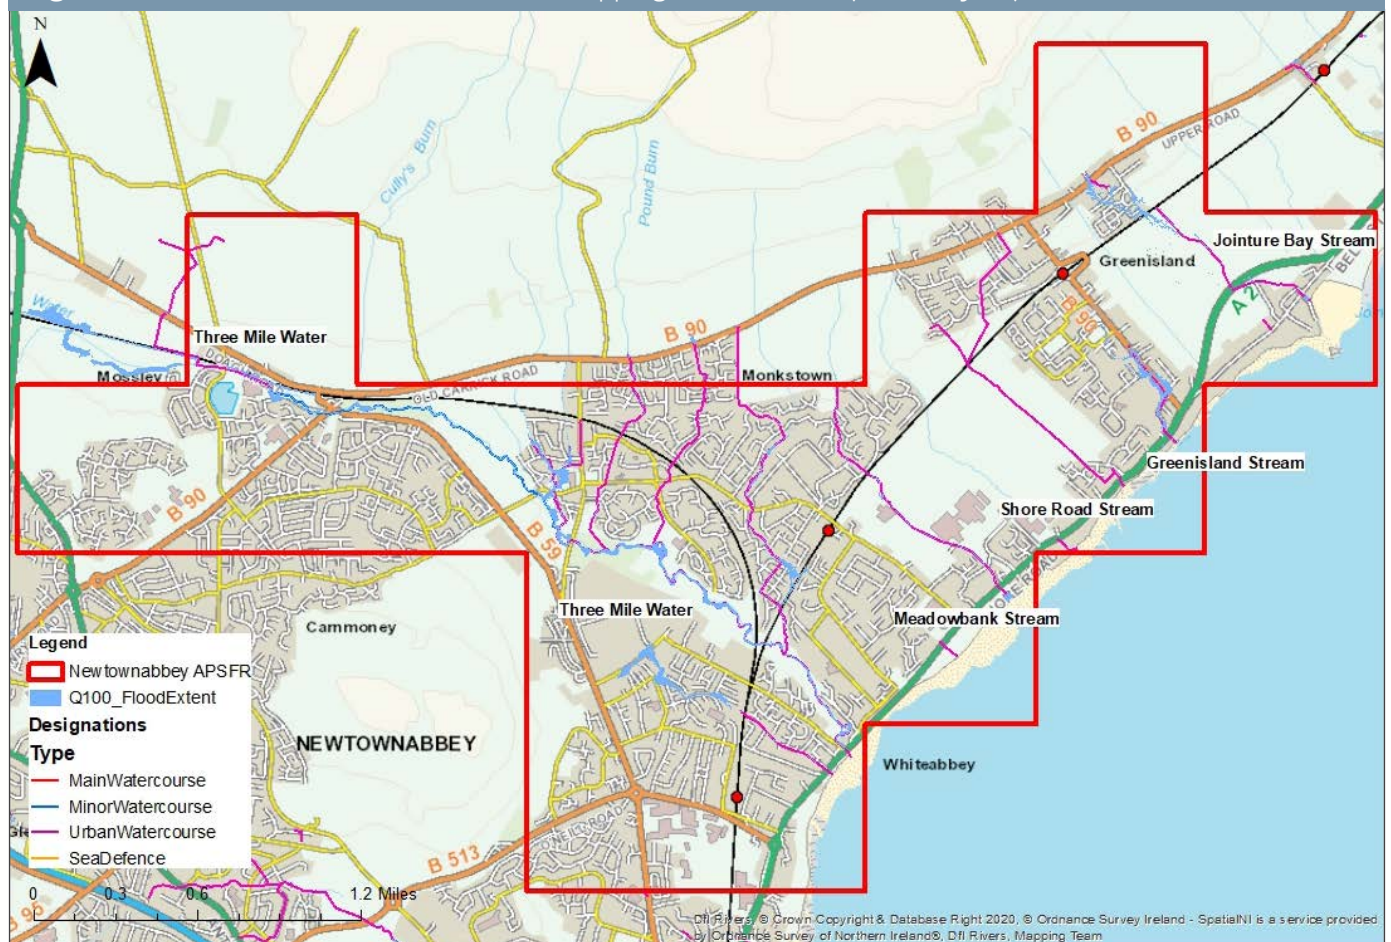 N
B 90
UPPER ROAD
Cully's Burn
Pound Burn
Jointure Bay Stream
Greenisland
A 2
Water
Three Mile Water
B 90
B 90
Mossley
OLD CARRICK ROAD
Monkstown
Greenisland Stream
B 90
Shore Road Stream
B 59
Three Mile Water
Meadowbank Stream
Carnmoney
Legend
Newtownabbey APSFR
Q100_FloodExtent
Designations
Type
MainWatercourse
MinorWatercourse
UrbanWatercourse
SeaDefence
NEWTOWNABBEY
Whiteabbey
B 513
0 0.3 0.6 1.2 Miles
DfI Rivers, © Crown Copyright & Database Right 2020, © Ordnance Survey Ireland - SpatialNI is a service provided
by Ordnance Survey of Northern Ireland®, DfI Rivers, Mapping Team